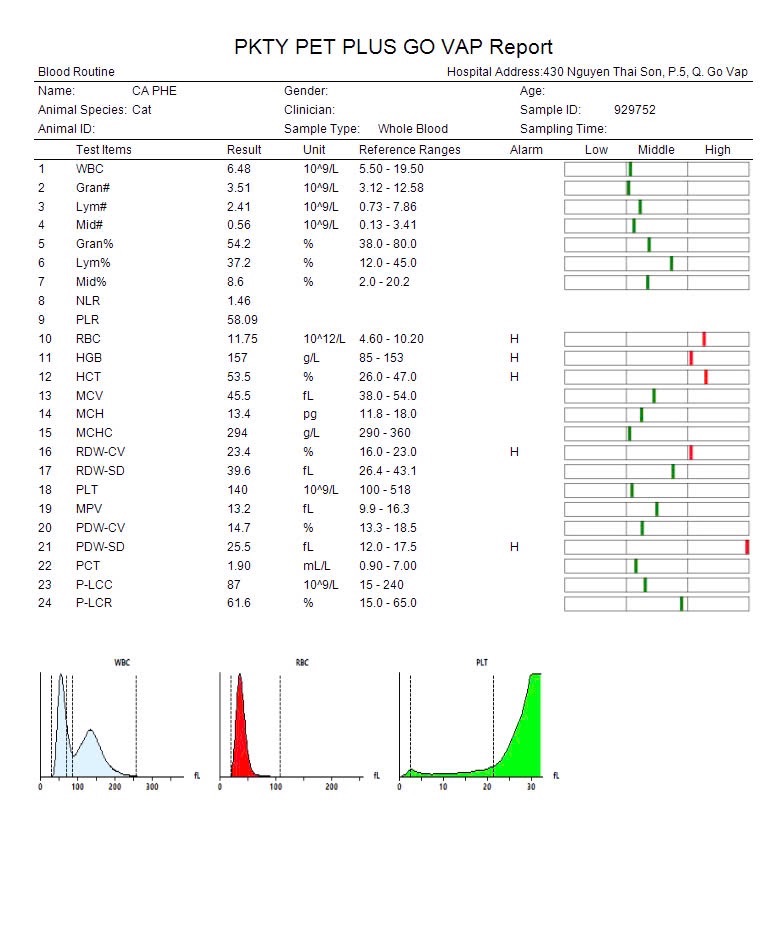 PKTY PET PLUS GO VAP Report
Blood Routine Hospital Address:430 Nguyen Thai Son, P.5, Q. Go Vap
Name: CA PHE Gender: Age:
Animal Species: Cat Clinician: Sample ID: 929752
Animal ID: Sample Type: Whole Blood Sampling Time:
Test Items Result Unit Reference Ranges Alarm Low Middle High
1 WBC 6.48 10^9/L 5.50 - 19.50
2 Gran# 3.51 10^9/L 3.12 - 12.58
3 Lym# 2.41 10^9/L 0.73 - 7.86
4 Mid# 0.56 10^9/L 0.13 - 3.41
5 Gran% 54.2 % 38.0 - 80.0
6 Lym% 37.2 % 12.0 - 45.0
7 Mid% 8.6 % 2.0 - 20.2
8 NLR 1.46
9 PLR 58.09
10 RBC 11.75 10^12/L 4.60 - 10.20 H
11 HGB 157 g/L 85 - 153 H
12 HCT 53.5 % 26.0 - 47.0 H
13 MCV 45.5 fL 38.0 - 54.0
14 MCH 13.4 pg 11.8 - 18.0
15 MCHC 294 g/L 290 - 360
16 RDW-CV 23.4 % 16.0 - 23.0 H
17 RDW-SD 39.6 fL 26.4 - 43.1
18 PLT 140 10^9/L 100 - 518
19 MPV 13.2 fL 9.9 - 16.3
20 PDW-CV 14.7 % 13.3 - 18.5
21 PDW-SD 25.5 fL 12.0 - 17.5 H
22 PCT 1.90 mL/L 0.90 - 7.00
23 P-LCC 87 10^9/L 15 - 240
24 P-LCR 61.6 % 15.0 - 65.0
WBC RBC PLT
fL fL fL
0 100 200 300 0 100 200 0 10 20 30